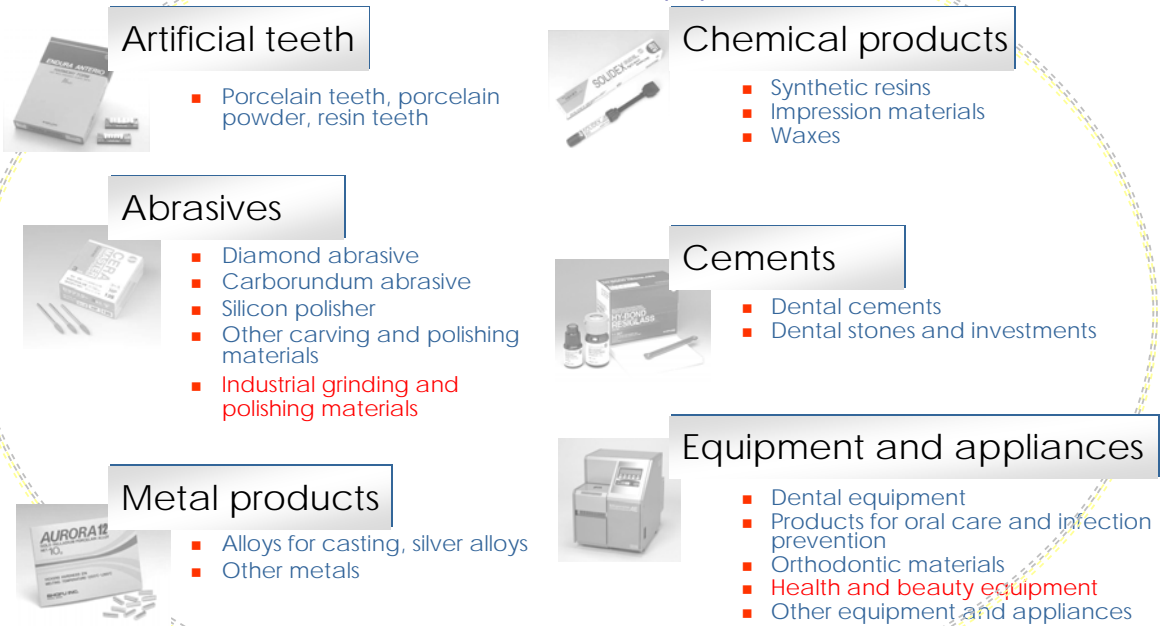 Artificial teeth
Porcelain teeth, porcelain
powder, resin teeth
ENDURA ANTERIO
Abrasives
Diamond abrasive
Carborundum abrasive
Silicon polisher
Other carving and polishing
materials
Industrial grinding and
polishing materials
Metal products
Alloys for casting, silver alloys
Other metals
AURORA 12
SHOFU INC.
Chemical products
Synthetic resins
Impression materials
Waxes
SOLIDEX
Cements
Dental cements
Dental stones and investments
HY-BOND
RESIGLASS
Equipment and appliances
Dental equipment
Products for oral care and infection
prevention
Orthodontic materials
Health and beauty equipment
Other equipment and appliances